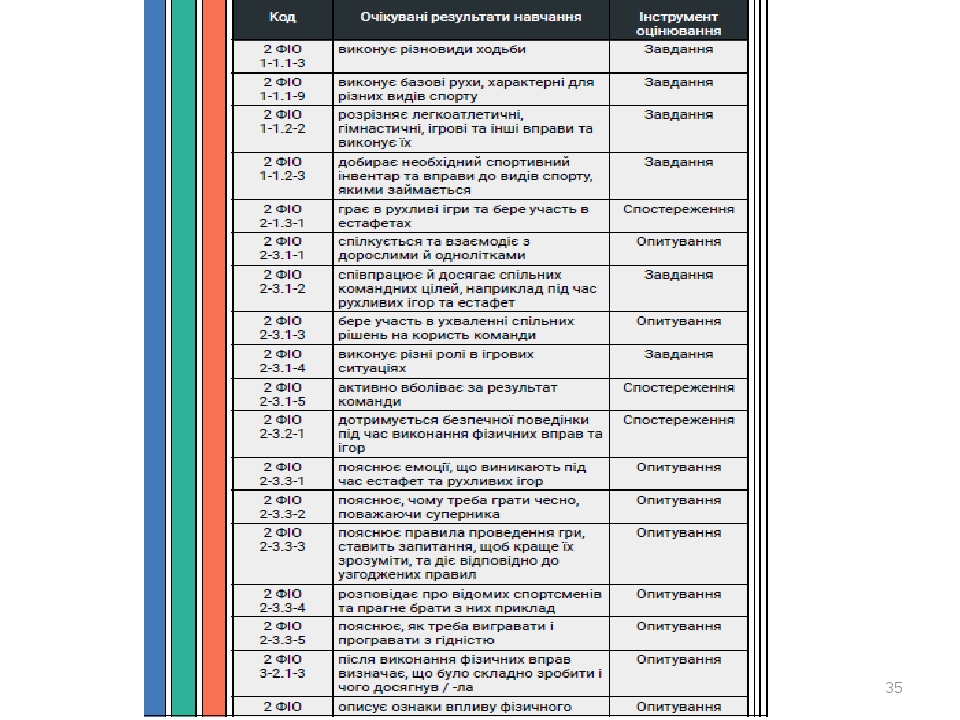 Код Очікувані результати навчання Інструмент
оцінювання
2 ФІО виконує різновиди ходьби Завдання
1-1.1-3
2 ФІО виконує базові рухи, характерні для Завдання
1-1.1-9 різних видів спорту
2 ФІО розрізняє легкоатлетичні, Завдання
1-1.2-2 гімнастичні, ігрові та інші вправи та
виконує їх
2 ФІО добирає необхідний спортивний Завдання
1-1.2-3 інвентар та вправи до видів спорту,
якими займається
2 ФІО грає в рухливі ігри та бере участь в Спостереження
2-1.3-1 естафетах
2 ФІО спілкується та взаємодіє з Опитування
2-3.1-1 дорослими й однолітками
2 ФІО співпрацює й досягає спільних Завдання
2-3.1-2 командних цілей, наприклад під час
рухливих ігор та естафет
2 ФІО бере участь в ухваленні спільних Опитування
2-3.1-3 рішень на користь команди
2 ФІО виконує різні ролі в ігрових Завдання
2-3.1-4 ситуаціях
2 ФІО активно вболіває за результат Спостереження
2-3.1-5 команди
2 ФІО дотримується безпечної поведінки Спостереження
2-3.2-1 під час виконання фізичних вправ та
ігор
2 ФІО пояснює емоції, що виникають під Опитування
2-3.3-1 час естафет та рухливих ігор
2 ФІО пояснює, чому треба грати чесно, Опитування
2-3.3-2 поважаючи суперника
2 ФІО пояснює правила проведення гри, Опитування
2-3.3-3 ставить запитання, щоб краще їх
зрозуміти, та діє відповідно до
узгоджених правил
2 ФІО розповідає про відомих спортсменів Опитування
2-3.3-4 та прагне брати з них приклад
2 ФІО пояснює, як треба вигравати і Опитування
2-3.3-5 програвати з гідністю
2 ФІО після виконання фізичних вправ Опитування
3-2.1-3 визначає, що було складно зробити і
чого досягнув / -ла
35
2 ФІО описує ознаки впливу фізичного Опитування